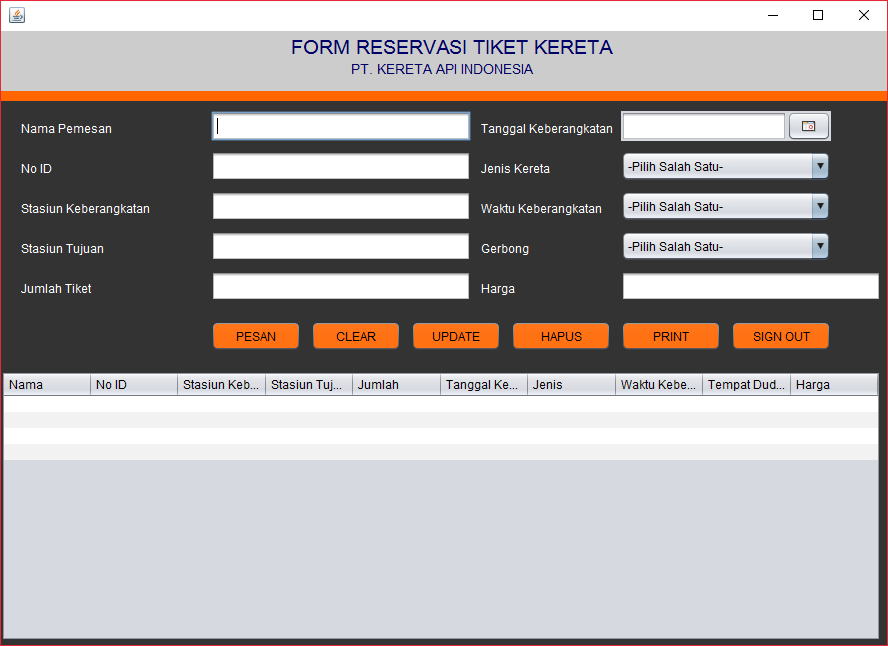 FORM RESERVASI TIKET KERETA
PT. KERETA API INDONESIA
Nama Pemesan
Tanggal Keberangkatan
No ID
Jenis Kereta
-Pilih Salah Satu-
Stasiun Keberangkatan
Waktu Keberangkatan
-Pilih Salah Satu-
Stasiun Tujuan
Gerbong
-Pilih Salah Satu-
Jumlah Tiket
Harga
PESAN CLEAR UPDATE HAPUS PRINT SIGN OUT
Nama No ID Stasiun Keb... Stasiun Tuj... Jumlah Tanggal Ke... Jenis Waktu Kebe... Tempat Dud... Harga